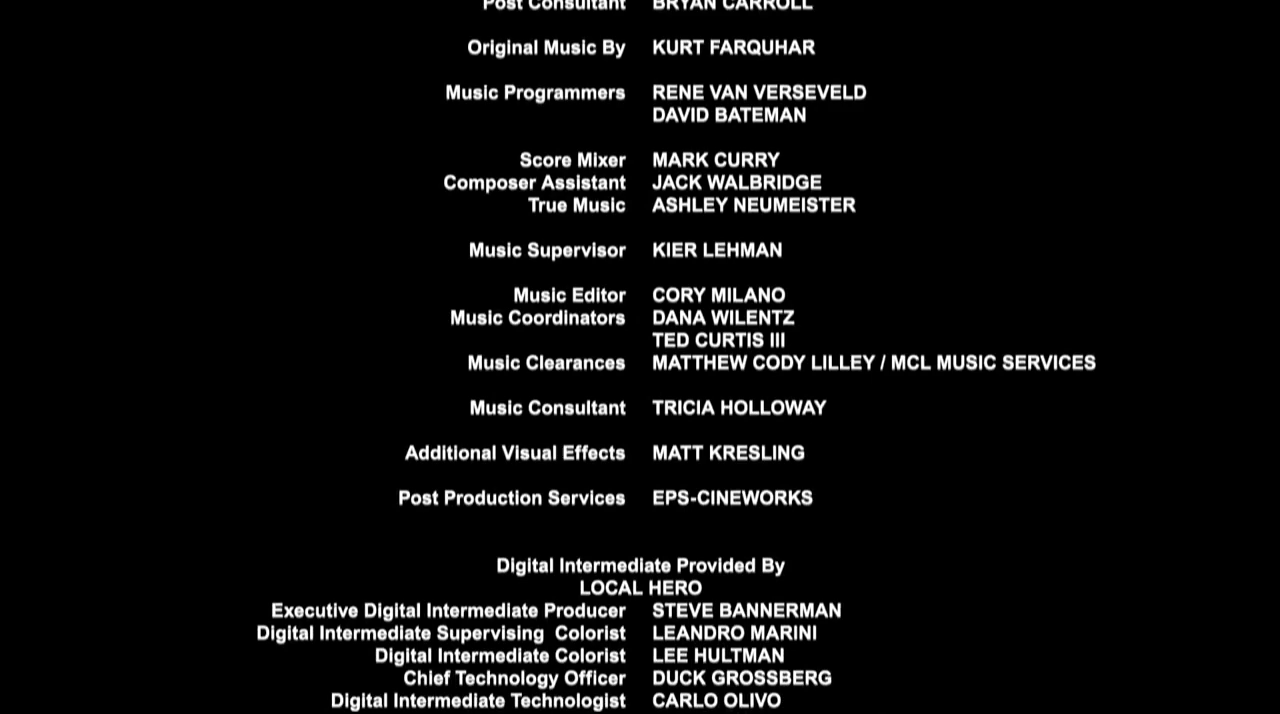 Post Consultant BRYAN CARROLL
Original Music By KURT FARQUHAR
Music Programmers RENE VAN VERSEVELD
DAVID BATEMAN
Score Mixer MARK CURRY
Composer Assistant JACK WALBRIDGE
True Music ASHLEY NEUMEISTER
Music Supervisor KIER LEHMAN
Music Editor CORY MILANO
Music Coordinators DANA WILENTZ
TED CURTIS III
Music Clearances MATTHEW CODY LILLEY / MCL MUSIC SERVICES
Music Consultant TRICIA HOLLOWAY
Additional Visual Effects MATT KRESLING
Post Production Services EPS-CINEWORKS
Digital Intermediate Provided By
LOCAL HERO
Executive Digital Intermediate Producer STEVE BANNERMAN
Digital Intermediate Supervising Colorist LEANDRO MARINI
Digital Intermediate Colorist LEE HULTMAN
Chief Technology Officer DUCK GROSSBERG
Digital Intermediate Technologist CARLO OLIVO